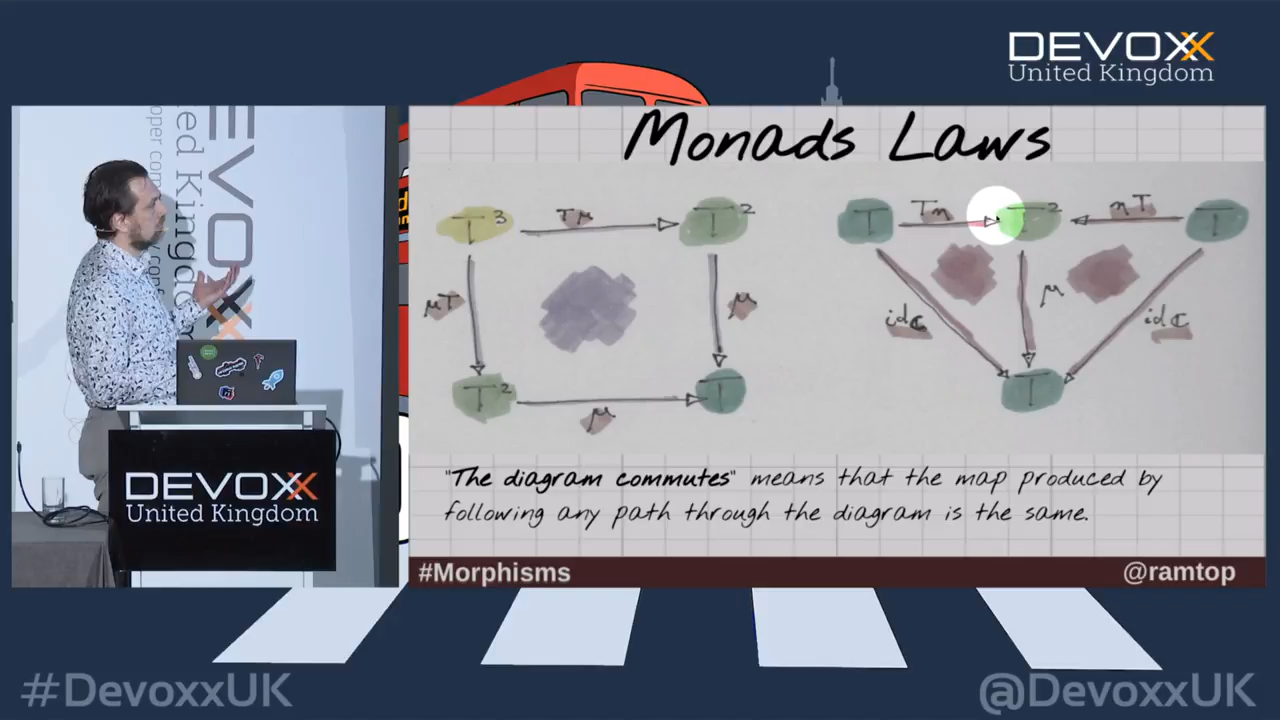 DEVOXX
United Kingdom
Monads Laws
T³ Tμ T² T Tη T² ηT T
μT μ idC μ idC
T² μ T T
"The diagram commutes" means that the map produced by
following any path through the diagram is the same.
#Morphisms @ramtop
DEVOXX
United Kingdom
#DevoxxUK @DevoxxUK